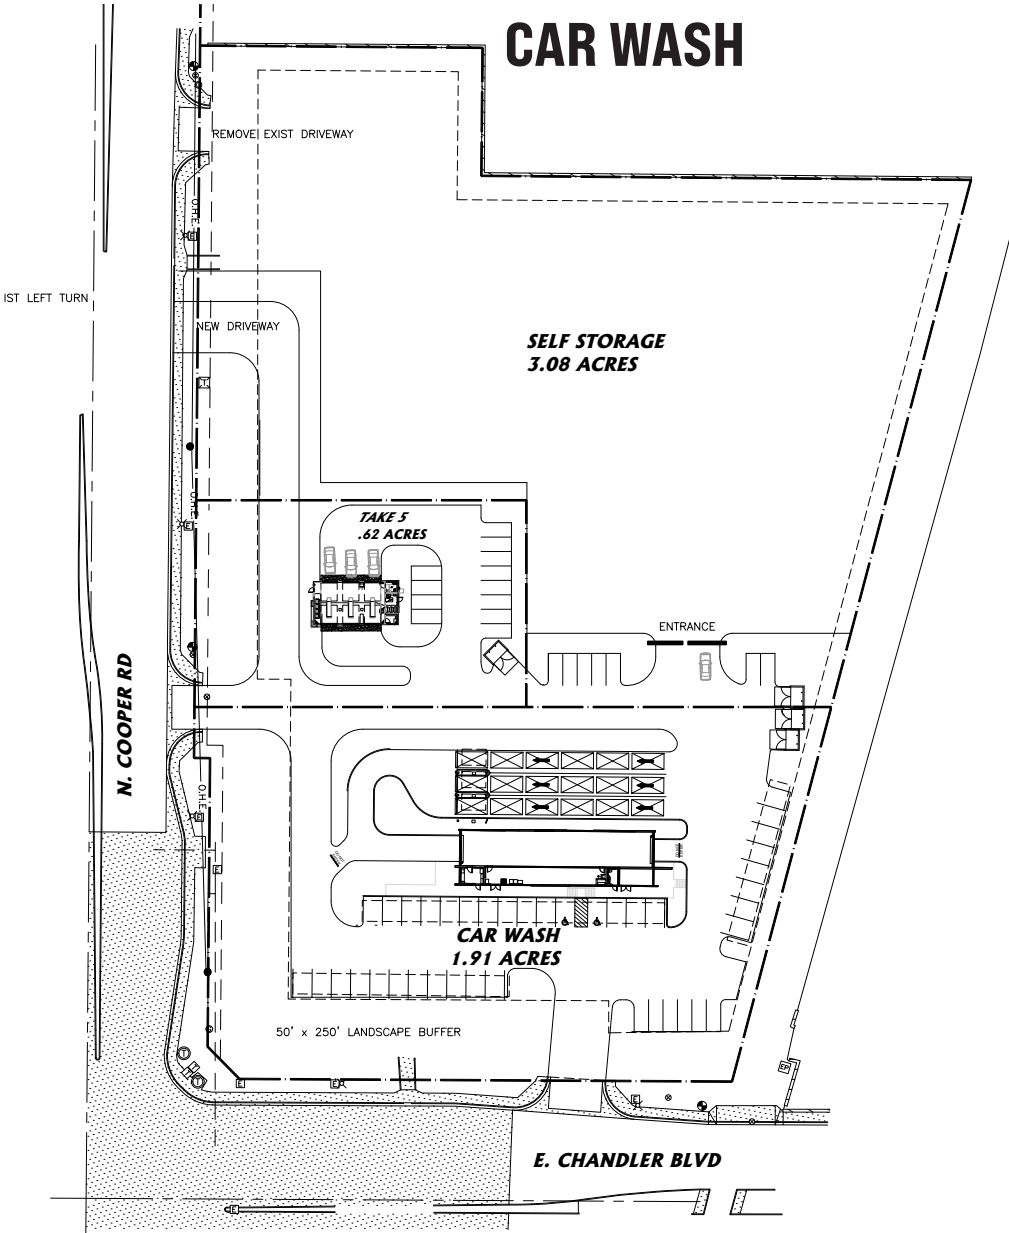 CAR WASH
REMOVE EXIST DRIVEWAY
O.H.E
E
IST LEFT TURN
NEW DRIVEWAY
SELF STORAGE
3.08 ACRES
T
O.H.E
E
TAKE 5
.62 ACRES
ENTRANCE
N. COOPER RD
O.H.E
E
E
CAR WASH
1.91 ACRES
50' x 250' LANDSCAPE BUFFER
T
T
E
E
E
EP
E. CHANDLER BLVD
E